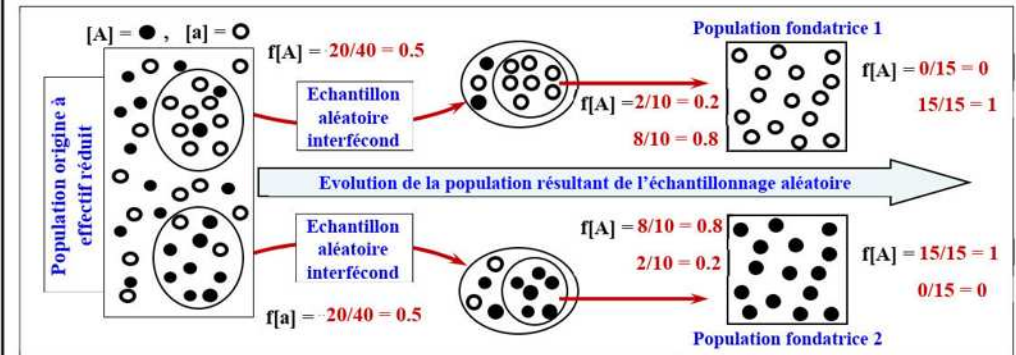 [A] = ● , [a] = O
Population origine à
effectif réduit
f[A] = 20/40 = 0.5
Echantillon
aléatoire
interfécond
f[A] = 2/10 = 0.2
8/10 = 0.8
Population fondatrice 1
f[A] = 0/15 = 0
15/15 = 1
Evolution de la population résultant de l'échantillonnage aléatoire
Echantillon
aléatoire
interfécond
f[a] = 20/40 = 0.5
f[A] = 8/10 = 0.8
2/10 = 0.2
f[A] = 15/15 = 1
0/15 = 0
Population fondatrice 2